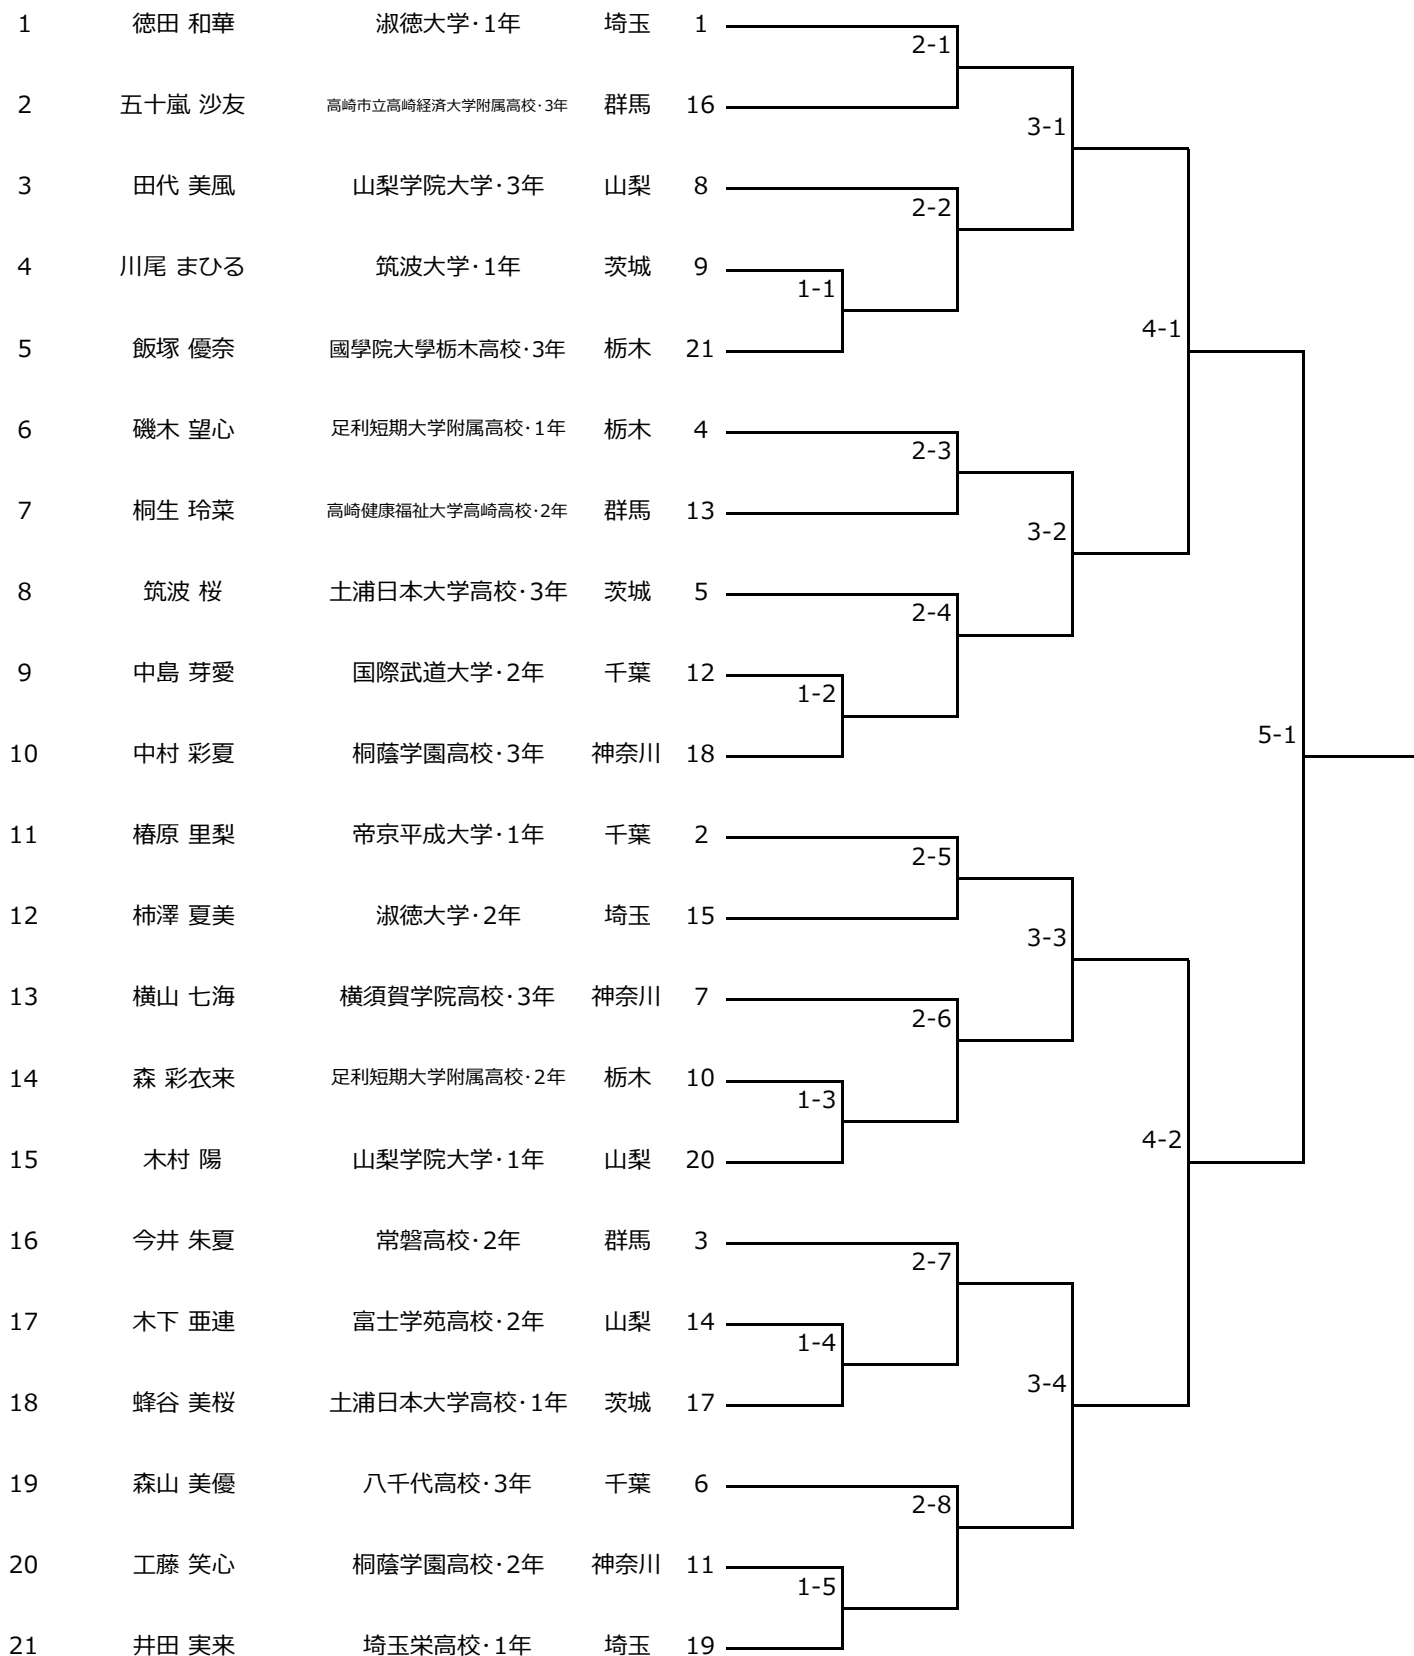 1 徳田 和華 淑徳大学・1年 埼玉 1
2-1
2 五十嵐 沙友 高崎市立高崎経済大学附属高校・3年 群馬 16
3-1
3 田代 美風 山梨学院大学・3年 山梨 8
2-2
4 川尾 まひる 筑波大学・1年 茨城 9
1-1
4-1
5 飯塚 優奈 國學院大學栃木高校・3年 栃木 21
6 磯木 望心 足利短期大学附属高校・1年 栃木 4
2-3
7 桐生 玲菜 高崎健康福祉大学高崎高校・2年 群馬 13
3-2
8 筑波 桜 土浦日本大学高校・3年 茨城 5
2-4
9 中島 芽愛 国際武道大学・2年 千葉 12
1-2
5-1
10 中村 彩夏 桐蔭学園高校・3年 神奈川 18
11 椿原 里梨 帝京平成大学・1年 千葉 2
2-5
12 柿澤 夏美 淑徳大学・2年 埼玉 15
3-3
13 横山 七海 横須賀学院高校・3年 神奈川 7
2-6
14 森 彩衣来 足利短期大学附属高校・2年 栃木 10
1-3
4-2
15 木村 陽 山梨学院大学・1年 山梨 20
16 今井 朱夏 常磐高校・2年 群馬 3
2-7
17 木下 亜連 富士学苑高校・2年 山梨 14
1-4
3-4
18 蜂谷 美桜 土浦日本大学高校・1年 茨城 17
19 森山 美優 八千代高校・3年 千葉 6
2-8
20 工藤 笑心 桐蔭学園高校・2年 神奈川 11
1-5
21 井田 実来 埼玉栄高校・1年 埼玉 19